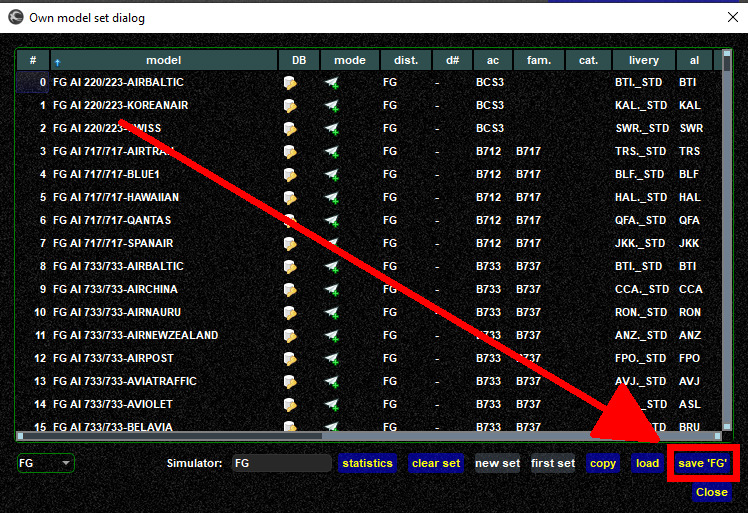 Own model set dialog
# model DB mode dist. d# ac fam. cat. livery al
0 FG AI 220/223-AIRBALTIC FG - BCS3 BTI._STD BTI
1 FG AI 220/223-KOREANAIR FG - BCS3 KAL._STD KAL
2 FG AI 220/223-SWISS FG - BCS3 SWR._STD SWR
3 FG AI 717/717-AIRTRAN FG - B712 B717 TRS._STD TRS
4 FG AI 717/717-BLUE1 FG - B712 B717 BLF._STD BLF
5 FG AI 717/717-HAWAIIAN FG - B712 B717 HAL._STD HAL
6 FG AI 717/717-QANTAS FG - B712 B717 QFA._STD QFA
7 FG AI 717/717-SPANAIR FG - B712 B717 JKK._STD JKK
8 FG AI 733/733-AIRBALTIC FG - B733 B737 BTI._STD BTI
9 FG AI 733/733-AIRCHINA FG - B733 B737 CCA._STD CCA
10 FG AI 733/733-AIRNAURU FG - B733 B737 RON._STD RON
11 FG AI 733/733-AIRNEWZEALAND FG - B733 B737 ANZ._STD ANZ
12 FG AI 733/733-AIRPOST FG - B733 B737 FPO._STD FPO
13 FG AI 733/733-AVIATRAFFIC FG - B733 B737 AVJ._STD AVJ
14 FG AI 733/733-AVIOLET FG - B733 B737 ASL
15 FG AI 733/733-BELAVIA FG - B733 B737 BRU
FG Simulator: FG statistics clear set new set first set copy load save 'FG'
Close